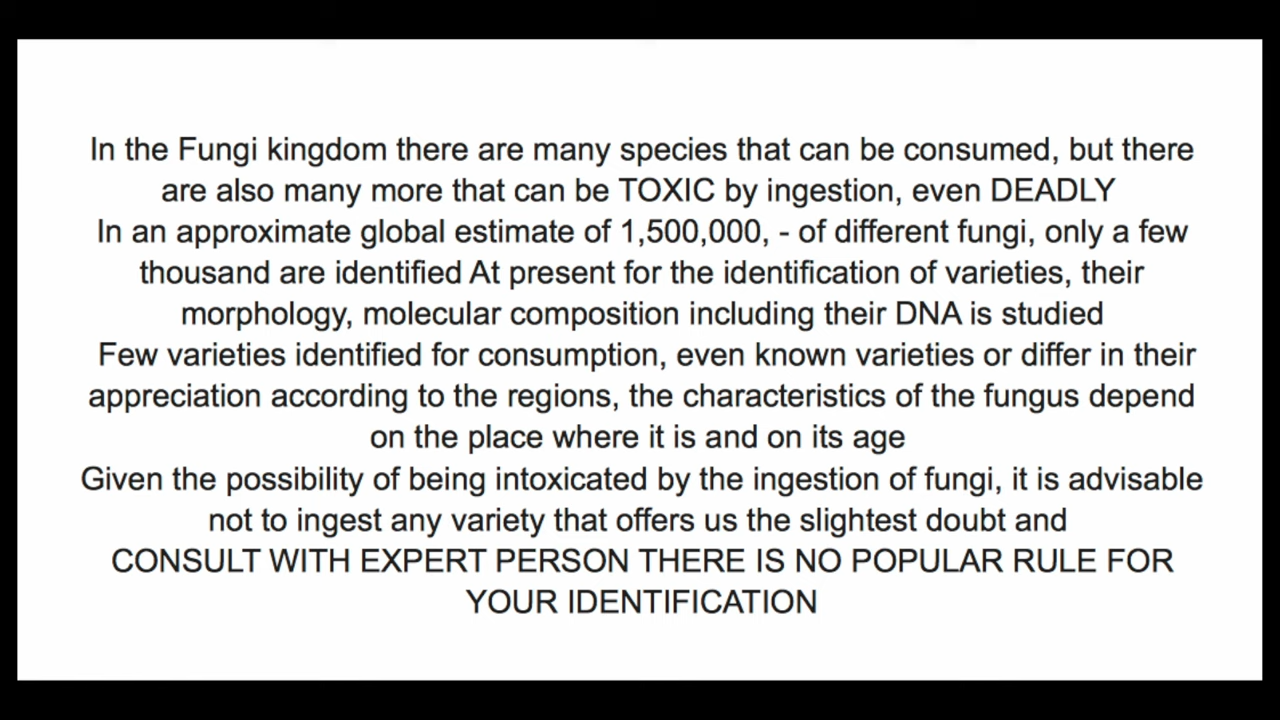 In the Fungi kingdom there are many species that can be consumed, but there
are also many more that can be TOXIC by ingestion, even DEADLY
In an approximate global estimate of 1,500,000, - of different fungi, only a few
thousand are identified At present for the identification of varieties, their
morphology, molecular composition including their DNA is studied
Few varieties identified for consumption, even known varieties or differ in their
appreciation according to the regions, the characteristics of the fungus depend
on the place where it is and on its age
Given the possibility of being intoxicated by the ingestion of fungi, it is advisable
not to ingest any variety that offers us the slightest doubt and
CONSULT WITH EXPERT PERSON THERE IS NO POPULAR RULE FOR
YOUR IDENTIFICATION